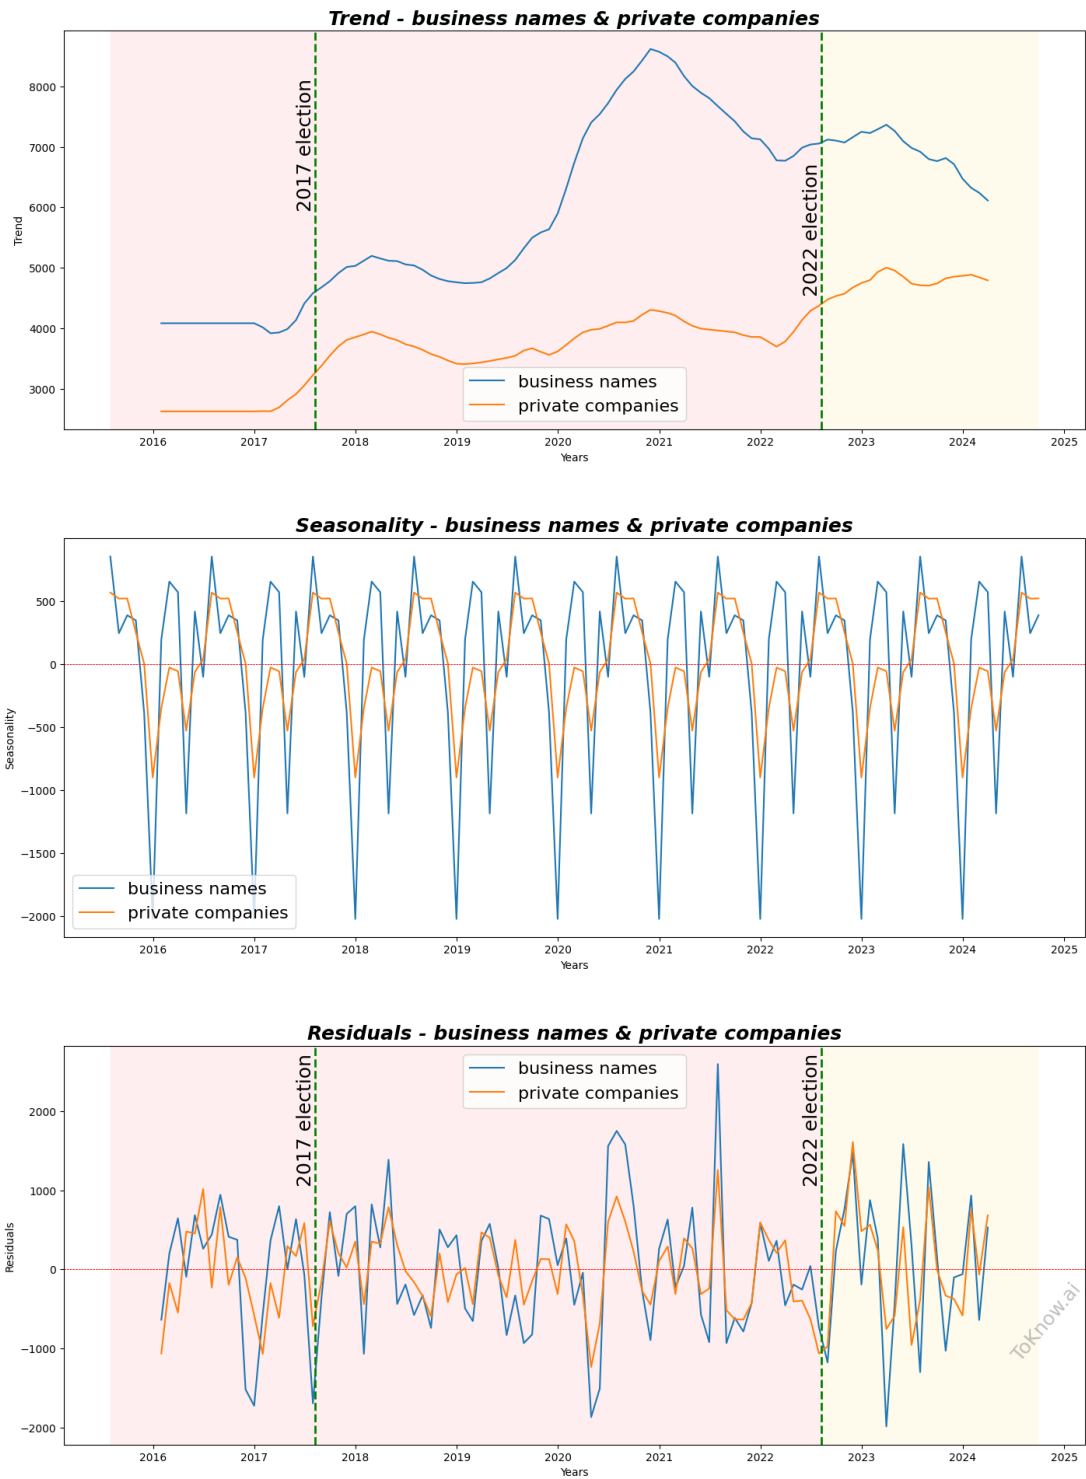 Trend - business names & private companies
8000
7000
6000
5000
4000
3000
Trend
2017 election
2022 election
business names
private companies
2016 2017 2018 2019 2020 2021 2022 2023 2024 2025
Years
Seasonality - business names & private companies
500
0
−500
−1000
−1500
−2000
Seasonality
business names
private companies
2016 2017 2018 2019 2020 2021 2022 2023 2024 2025
Years
Residuals - business names & private companies
2000
1000
0
−1000
−2000
Residuals
2017 election
business names
private companies
2022 election
ToKnow.ai
2016 2017 2018 2019 2020 2021 2022 2023 2024 2025
Years